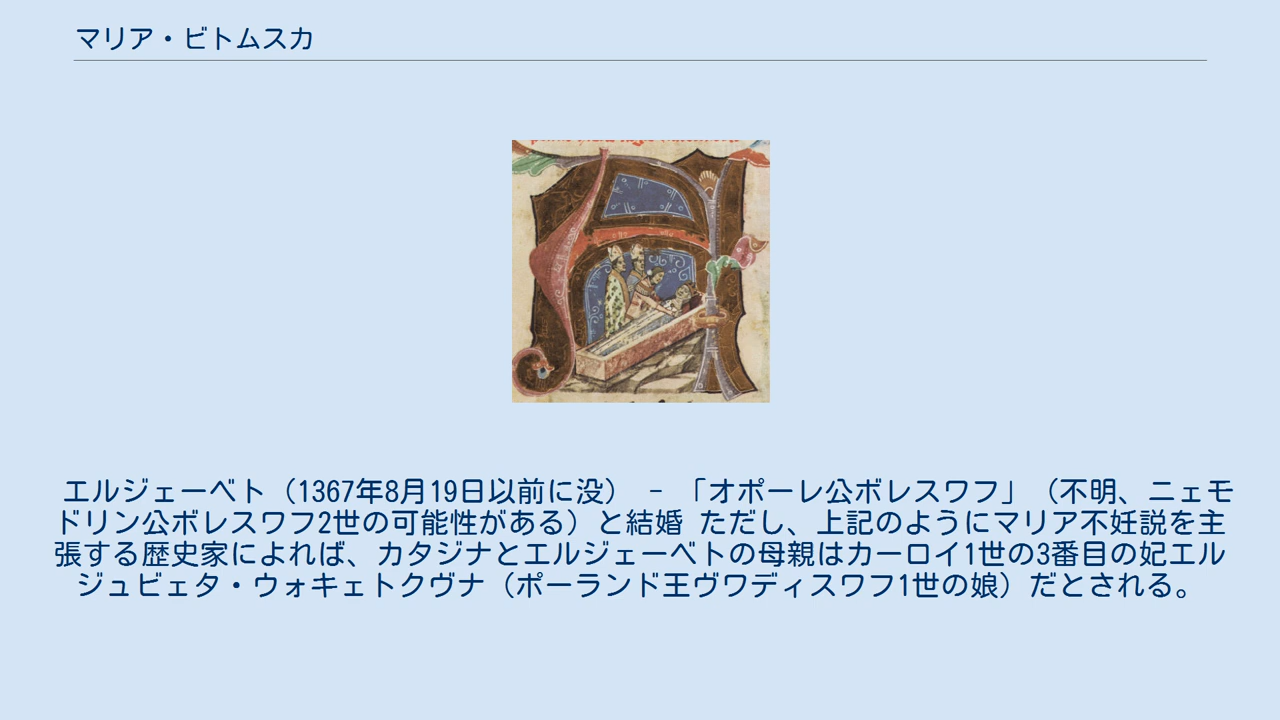 マリア・ビトムスカ
エルジェーベト（1367年8月19日以前に没） - 「オポーレ公ボレスワフ」（不明、ニェモ
ドリン公ボレスワフ2世の可能性がある）と結婚 ただし、上記のようにマリア不妊説を主
張する歴史家によれば、カタジナとエルジェーベトの母親はカーロイ1世の3番目の妃エル
ジュビェタ・ウォキェトクヴナ（ポーランド王ヴワディスワフ1世の娘）だとされる。